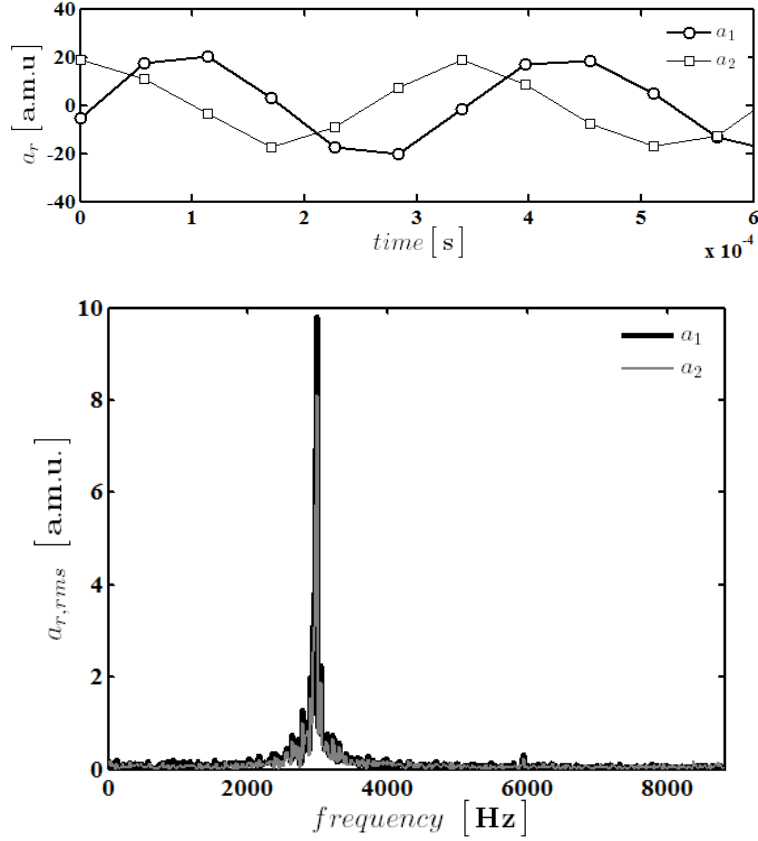 40
20
0
-20
-40
a_r [a.m.u]
a_1
a_2
0 1 2 3 4 5 6
time [s]
x 10^-4
10
8
6
4
2
0
a_r,rms [a.m.u.]
a_1
a_2
0 2000 4000 6000 8000
frequency [Hz]